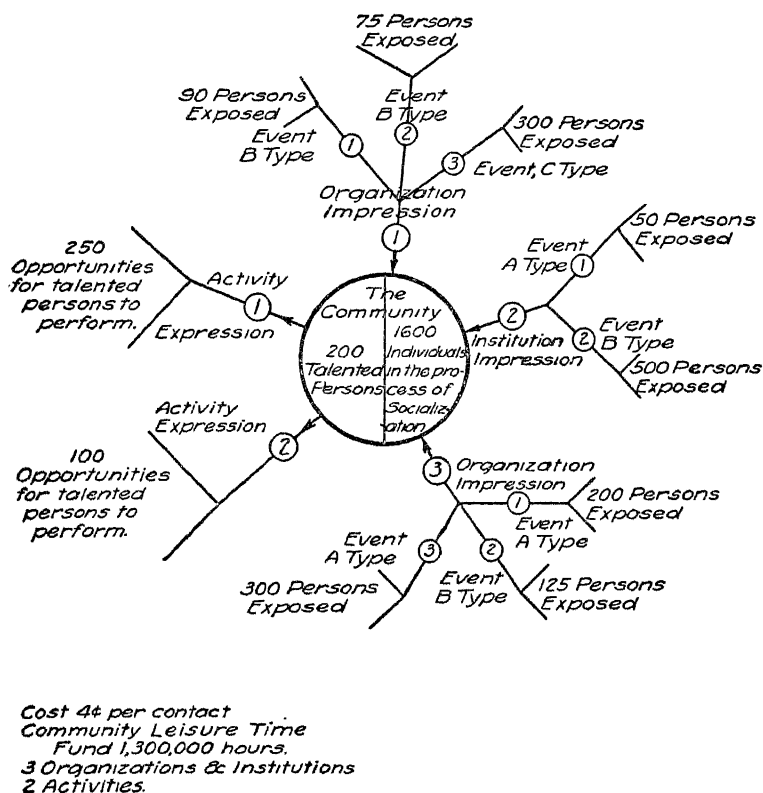 75 Persons
Exposed
90 Persons
Exposed
Event
B Type
1
Event
B Type
2
300 Persons
Exposed
3
Event, C Type
Organization
Impression
1
50 Persons
Exposed
Event
A Type
1
2
Institution
Impression
Event
B Type
2
500 Persons
Exposed
250
Opportunities
for talented
persons to
perform.
Activity
1
Expression
The
Community
200
Talented
Persons
1600
Individuals
in the pro-
cess of
Socializ-
ation
Activity
Expression
2
100
Opportunities
for talented
persons to
perform.
3
Organization
Impression
1
Event
A Type
200 Persons
Exposed
Event
A Type
3
300 Persons
Exposed
2
Event
B Type
125 Persons
Exposed
Cost 4¢ per contact
Community Leisure Time
Fund 1,300,000 hours.
3 Organizations & Institutions
2 Activities.